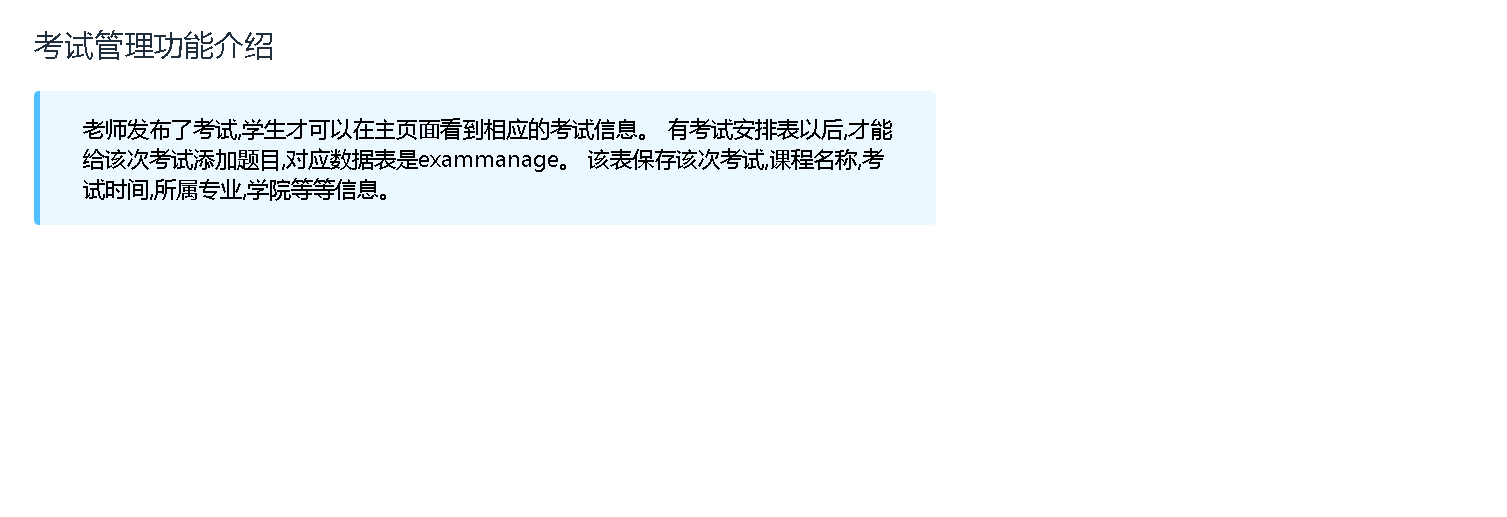 考试管理功能介绍
老师发布了考试,学生才可以在主页面看到相应的考试信息。 有考试安排表以后,才能
给该次考试添加题目,对应数据表是exammanage。 该表保存该次考试,课程名称,考
试时间,所属专业,学院等等信息。